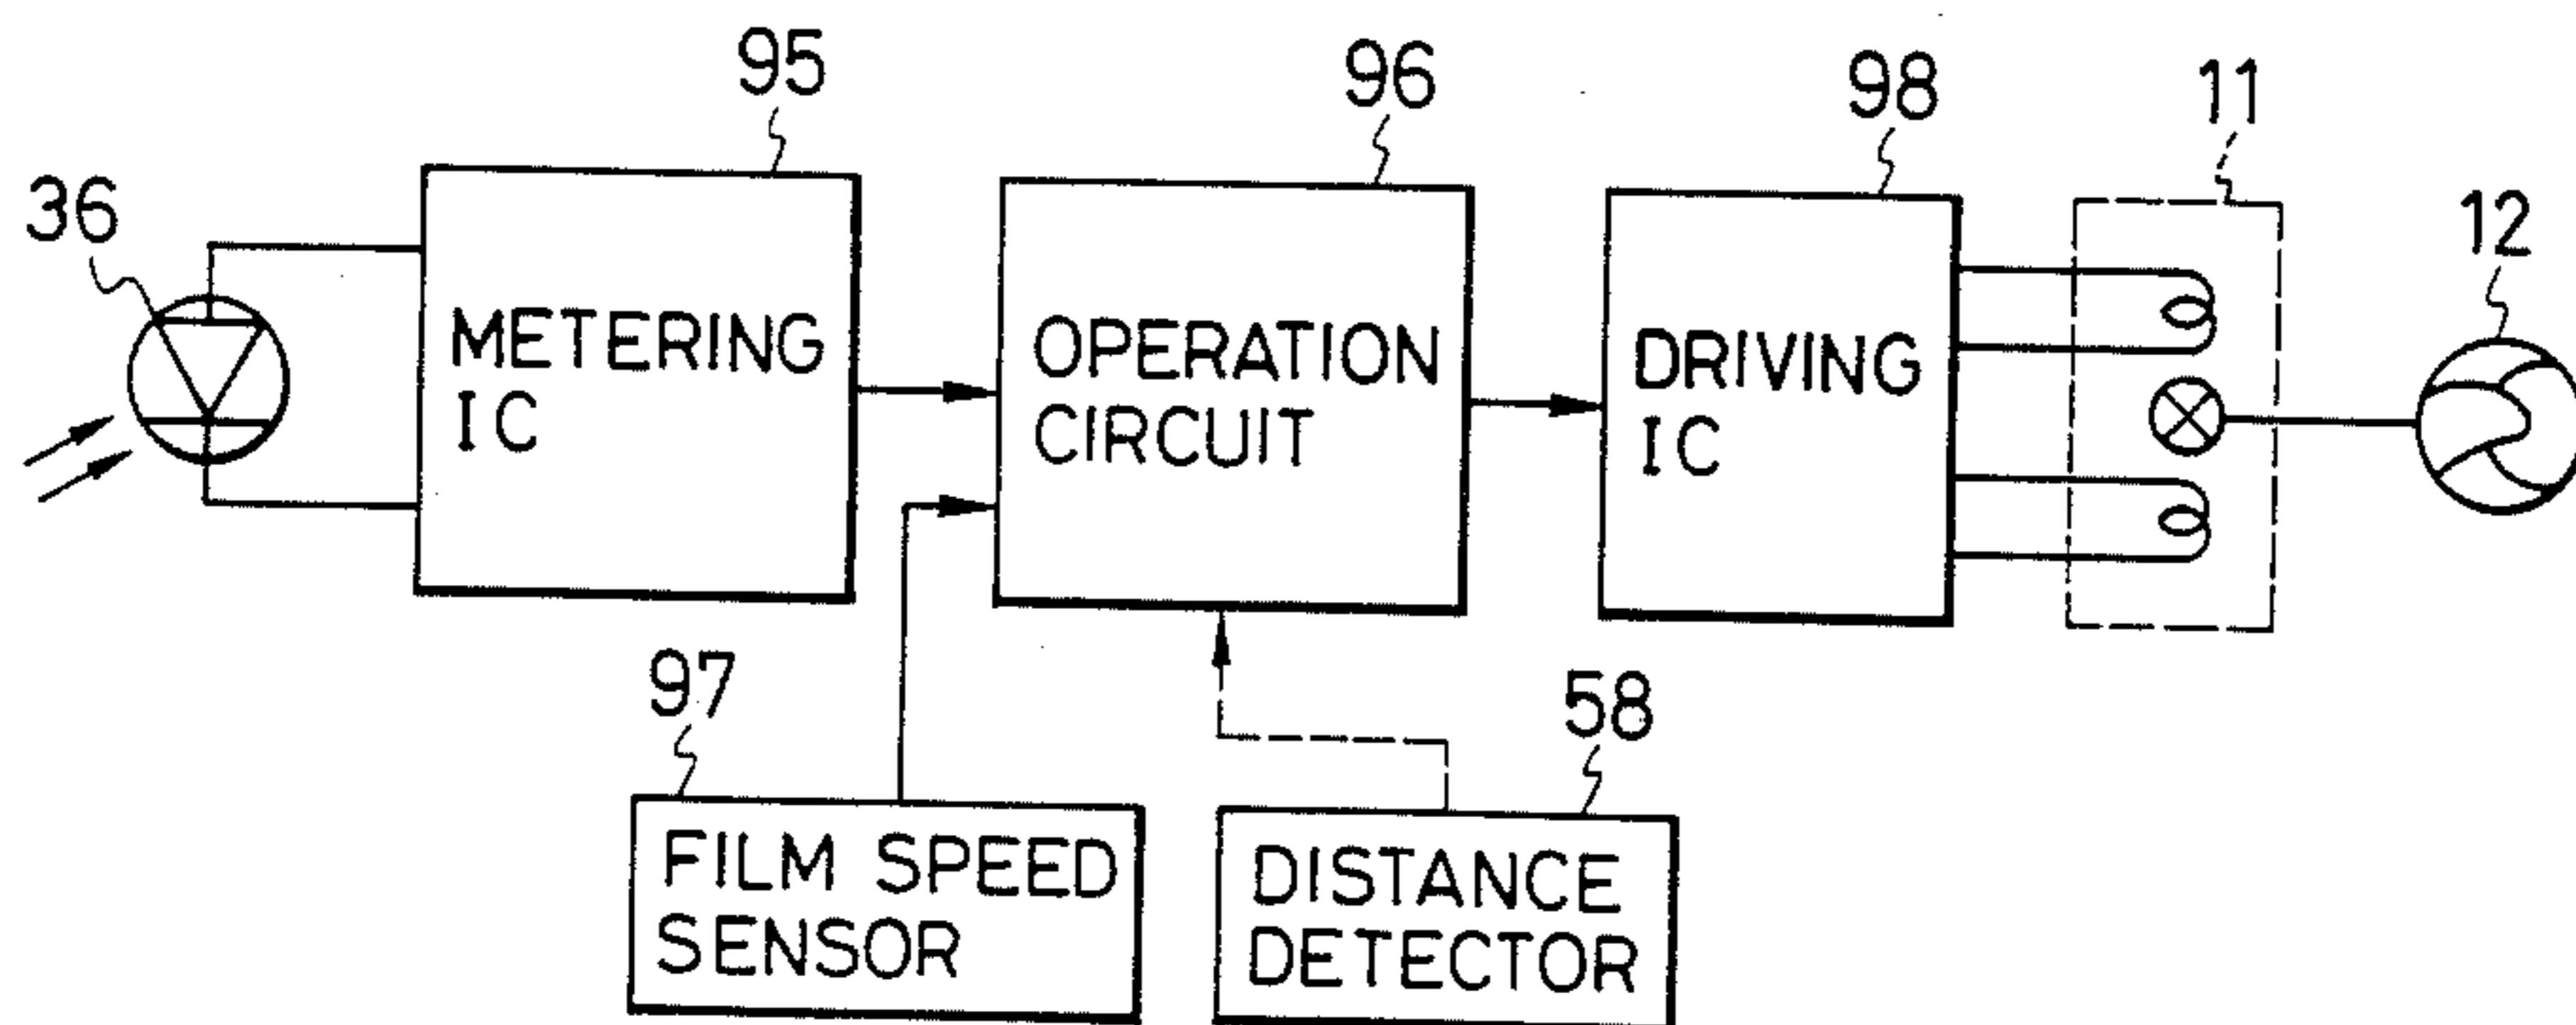 95
96
98
11
36
12
METERING
IC
OPERATION
CIRCUIT
DRIVING
IC
97
58
FILM SPEED
SENSOR
DISTANCE
DETECTOR